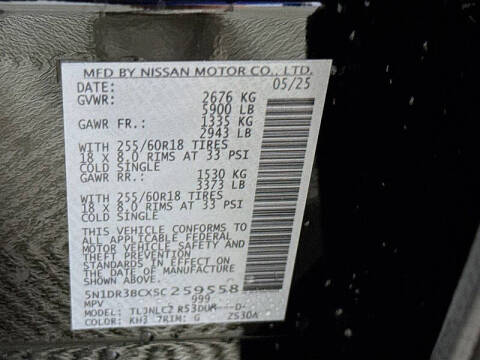 MFD BY NISSAN MOTOR CO., LTD.
DATE: 05/25
GVWR: 2676 KG
5900 LB
GAWR FR.: 1335 KG
2943 LB
WITH 255/60R18 TIRES
18 X 8.0 RIMS AT 33 PSI
COLD SINGLE
GAWR RR.: 1530 KG
3373 LB
WITH 255/60R18 TIRES
18 X 8.0 RIMS AT 33 PSI
COLD SINGLE
THIS VEHICLE CONFORMS TO
ALL APPLICABLE FEDERAL
MOTOR VEHICLE SAFETY AND
THEFT PREVENTION
STANDARDS IN EFFECT ON
THE DATE OF MANUFACTURE
SHOWN ABOVE.
5N1DR3BCXSC259558
MPV 999
MODEL:
COLOR: KH3 TRIM: G 2S30A